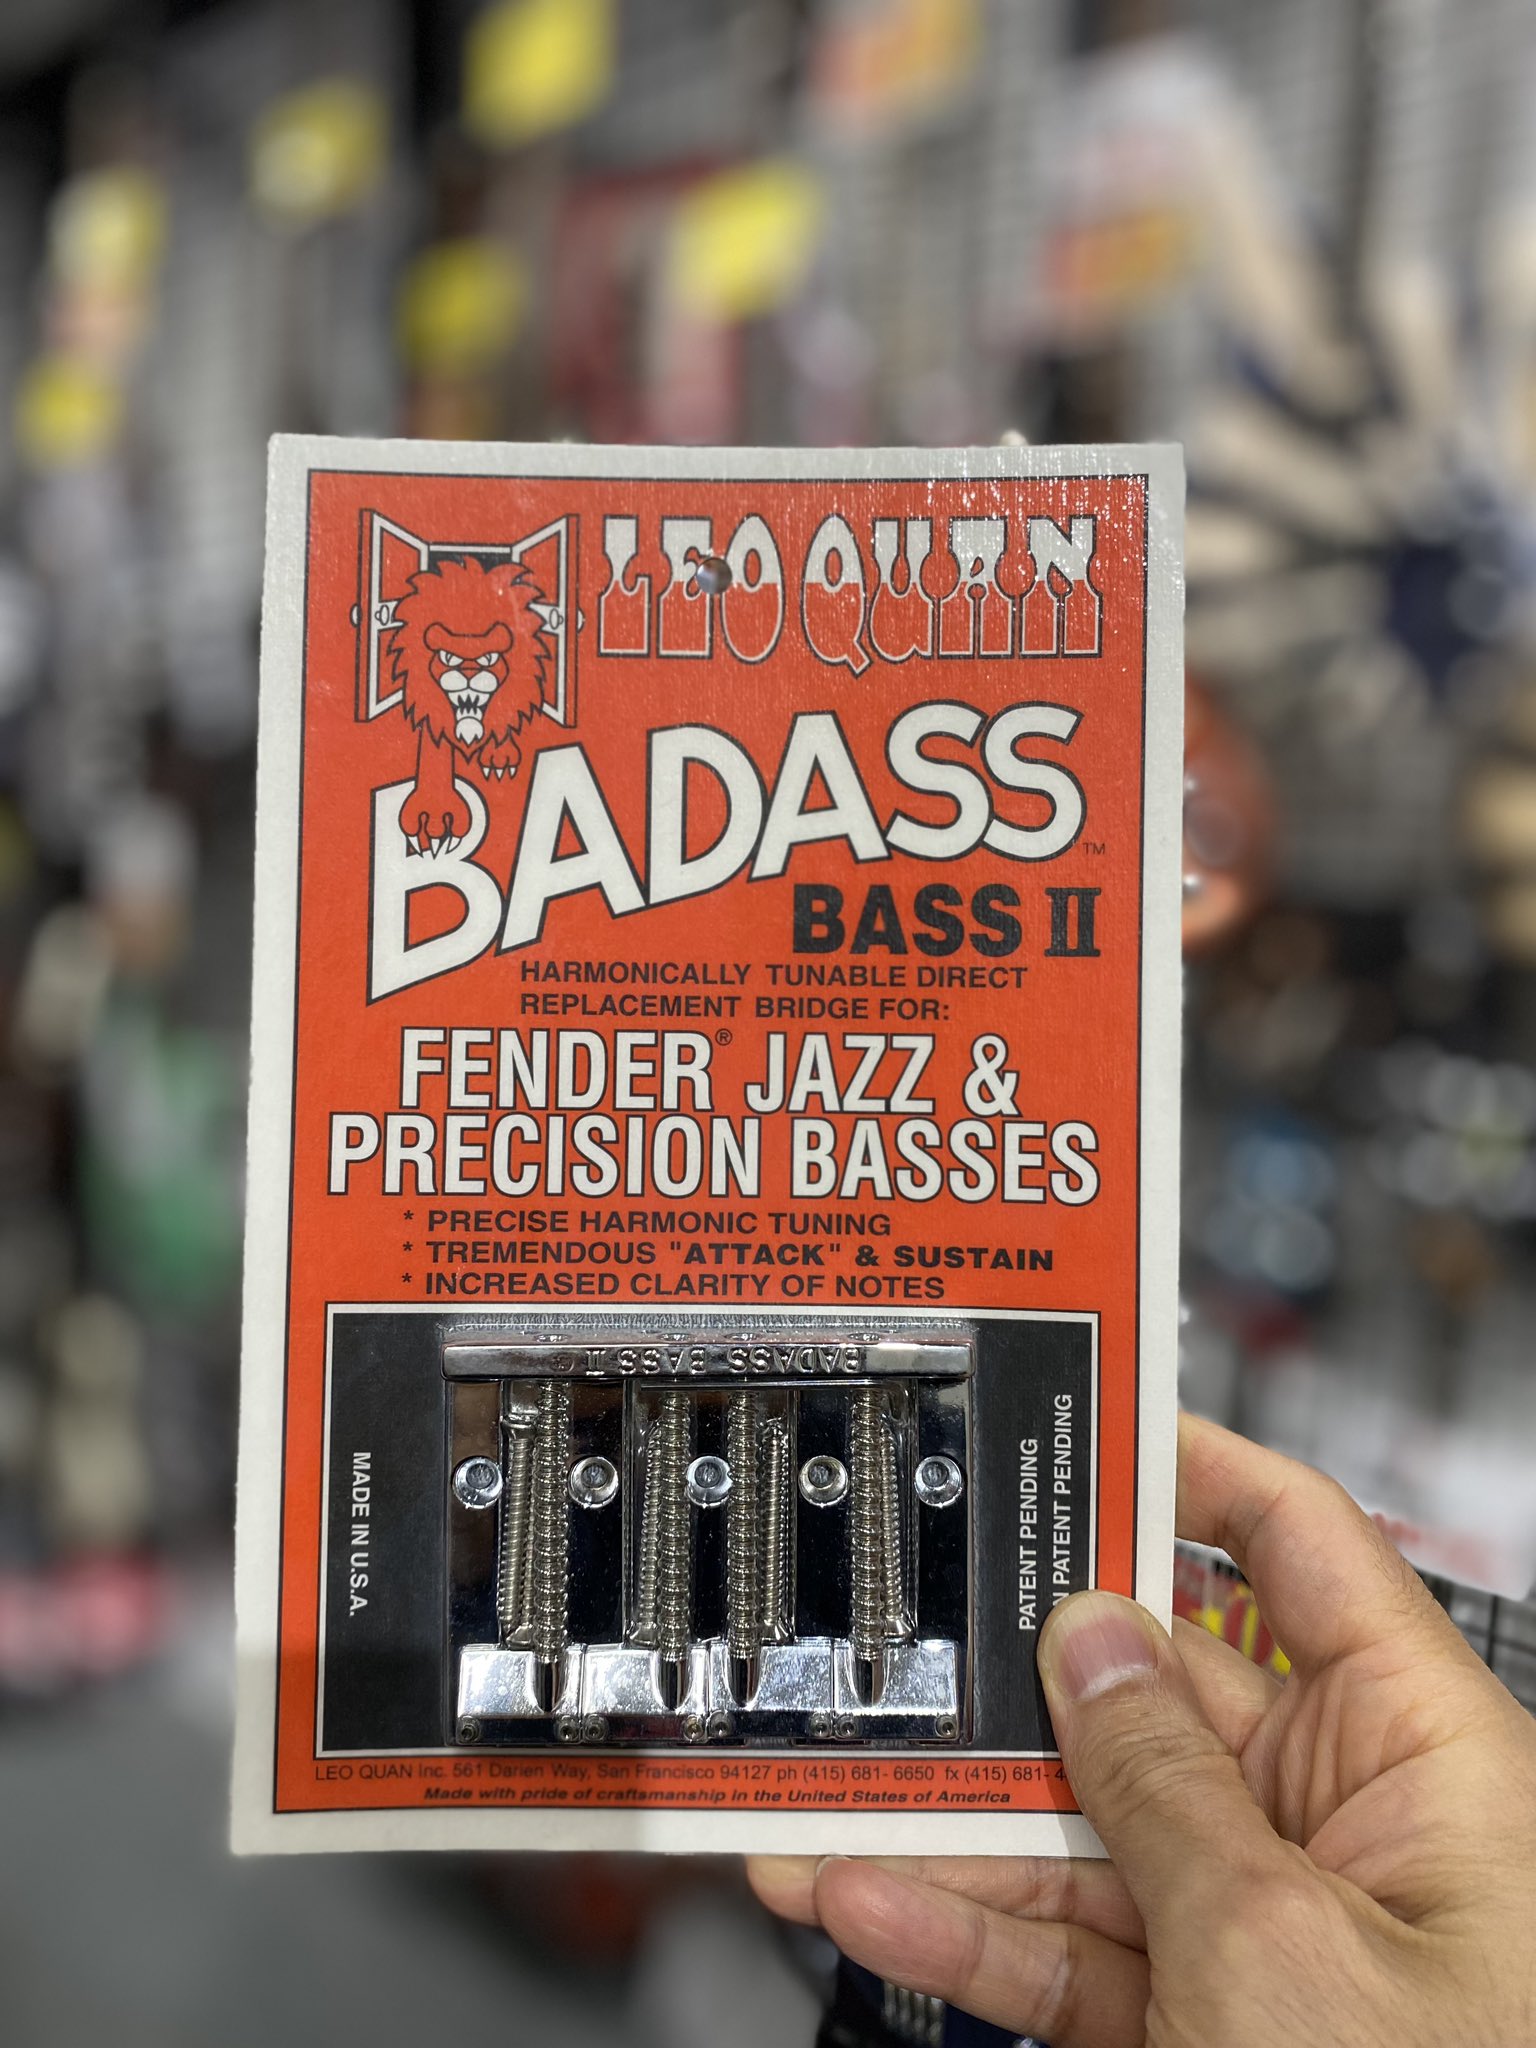 LEO QUAN
BADASS™
BASS II
HARMONICALLY TUNABLE DIRECT
REPLACEMENT BRIDGE FOR:
FENDER® JAZZ &
PRECISION BASSES
* PRECISE HARMONIC TUNING
* TREMENDOUS "ATTACK" & SUSTAIN
* INCREASED CLARITY OF NOTES
BADASS BASS II
MADE IN U.S.A.
PATENT PENDING
PATENT PENDING
LEO QUAN Inc. 561 Darien Way, San Francisco 94127 ph (415) 681- 6650 fx (415) 681-
Made with pride of craftsmanship in the United States of America